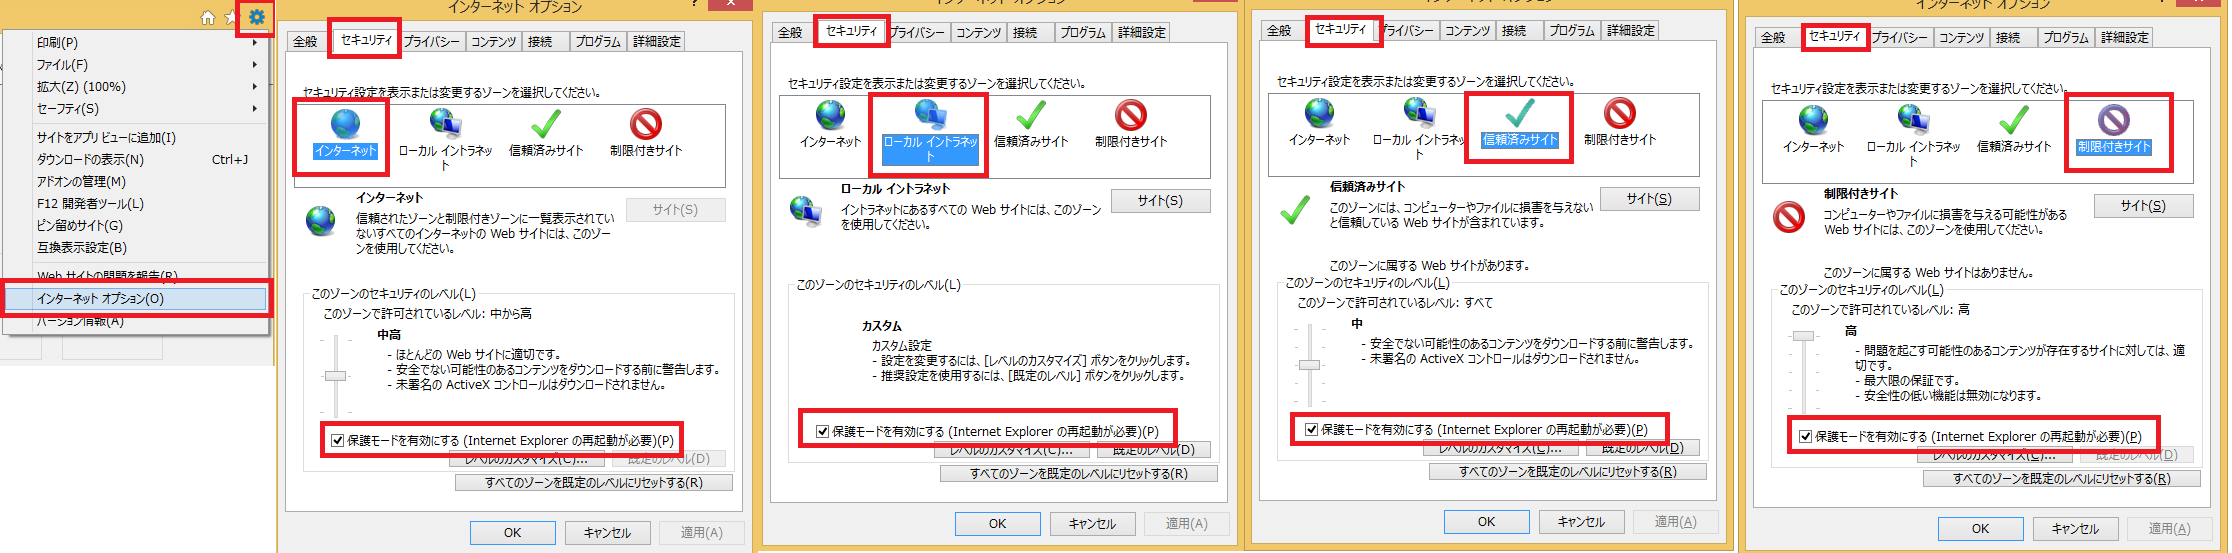 印刷(P)
ファイル(F)
拡大(Z) (100%)
セーフティ(S)
サイトをアプリ ビューに追加(I)
ダウンロードの表示(N) Ctrl+J
アドオンの管理(M)
F12 開発者ツール(L)
ピン留めサイト(G)
互換表示設定(B)
Web サイトの問題を報告(R)
インターネット オプション(O)
バージョン情報(A)
インターネット オプション
全般 セキュリティ プライバシー コンテンツ 接続 プログラム 詳細設定
セキュリティ設定を表示または変更するゾーンを選択してください。
インターネット ローカル イントラネット 信頼済みサイト 制限付きサイト
インターネット
サイト(S)
信頼されたゾーンと制限付きゾーンに一覧表示されてい
ないすべてのインターネットの Web サイトには、このゾー
ンを使用してください。
このゾーンのセキュリティのレベル(L)
このゾーンで許可されているレベル: 中から高
中高
- ほとんどの Web サイトに適切です。
- 安全でない可能性のあるコンテンツをダウンロードする前に警告します。
- 未署名の ActiveX コントロールはダウンロードされません。
保護モードを有効にする (Internet Explorer の再起動が必要)(P)
レベルのカスタマイズ(C)... 既定のレベル(D)
すべてのゾーンを既定のレベルにリセットする(R)
OK キャンセル 適用(A)
インターネット オプション
全般 セキュリティ プライバシー コンテンツ 接続 プログラム 詳細設定
セキュリティ設定を表示または変更するゾーンを選択してください。
インターネット ローカル イントラネット 信頼済みサイト 制限付きサイト
ローカル イントラネット
サイト(S)
イントラネットにあるすべての Web サイトには、このゾーン
を使用してください。
このゾーンのセキュリティのレベル(L)
カスタム
カスタム設定
- 設定を変更するには、[レベルのカスタマイズ] ボタンをクリックします。
- 推奨設定を使用するには、[既定のレベル] ボタンをクリックします。
保護モードを有効にする (Internet Explorer の再起動が必要)(P)
レベルのカスタマイズ(C)... 既定のレベル(D)
すべてのゾーンを既定のレベルにリセットする(R)
OK キャンセル 適用(A)
全般 セキュリティ プライバシー コンテンツ 接続 プログラム 詳細設定
セキュリティ設定を表示または変更するゾーンを選択してください。
インターネット ローカル イントラネット 信頼済みサイト 制限付きサイト
信頼済みサイト
サイト(S)
このゾーンには、コンピューターやファイルに損害を与えない
と信頼している Web サイトが含まれています。
このゾーンに属する Web サイトがあります。
このゾーンのセキュリティのレベル(L)
このゾーンで許可されているレベル: すべて
中
- 安全でない可能性のあるコンテンツをダウンロードする前に警告します。
- 未署名の ActiveX コントロールはダウンロードされません。
保護モードを有効にする (Internet Explorer の再起動が必要)(P)
レベルのカスタマイズ(C)... 既定のレベル(D)
すべてのゾーンを既定のレベルにリセットする(R)
OK キャンセル 適用(A)
インターネット オプション
全般 セキュリティ プライバシー コンテンツ 接続 プログラム 詳細設定
セキュリティ設定を表示または変更するゾーンを選択してください。
インターネット ローカル イントラネット 信頼済みサイト 制限付きサイト
制限付きサイト
サイト(S)
コンピューターやファイルに損害を与える可能性がある
Web サイトには、このゾーンを使用してください。
このゾーンに属する Web サイトはありません。
このゾーンのセキュリティのレベル(L)
このゾーンで許可されているレベル: 高
高
- 問題を起こす可能性のあるコンテンツが存在するサイトに対しては、適
切です。
- 最大限の保証です。
- 安全性の低い機能は無効になります。
保護モードを有効にする (Internet Explorer の再起動が必要)(P)
レベルのカスタマイズ(C)... 既定のレベル(D)
すべてのゾーンを既定のレベルにリセットする(R)
OK キャンセル 適用(A)